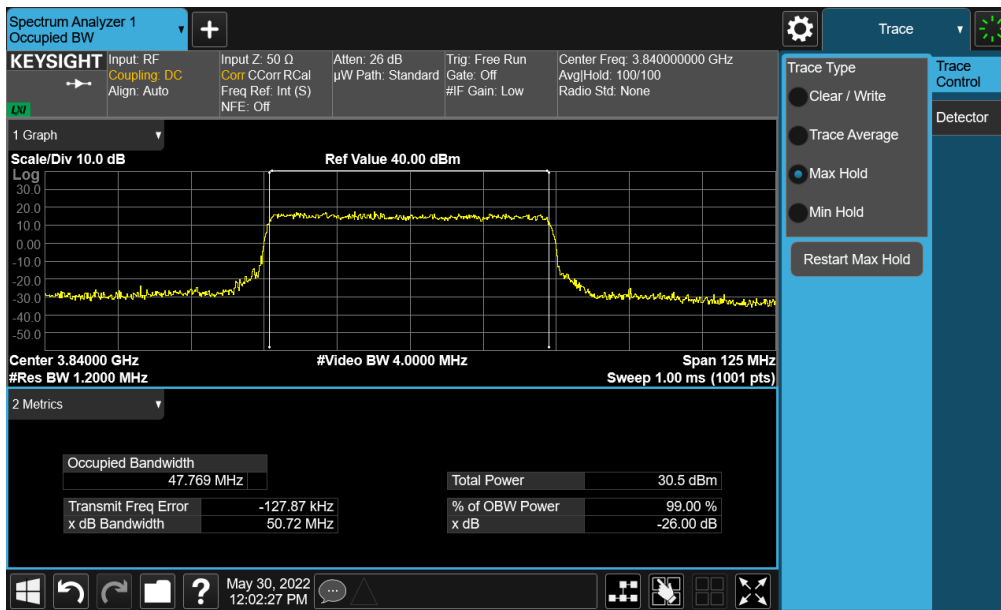 Spectrum Analyzer 1
Occupied BW
Trace
KEYSIGHT
Input: RF
Coupling: DC
Align: Auto
Input Z: 50 Ω
Corr CCorr RCal
Freq Ref: Int (S)
NFE: Off
Atten: 26 dB
µW Path: Standard
Trig: Free Run
Gate: Off
#IF Gain: Low
Center Freq: 3.840000000 GHz
Avg|Hold: 100/100
Radio Std: None
LXI
1 Graph
Scale/Div 10.0 dB
Ref Value 40.00 dBm
Log
30.0
20.0
10.0
0.00
-10.0
-20.0
-30.0
-40.0
-50.0
Center 3.84000 GHz
#Video BW 4.0000 MHz
Span 125 MHz
#Res BW 1.2000 MHz
Sweep 1.00 ms (1001 pts)
2 Metrics
Occupied Bandwidth
47.769 MHz
Total Power 30.5 dBm
Transmit Freq Error -127.87 kHz
% of OBW Power 99.00 %
x dB Bandwidth 50.72 MHz
x dB -26.00 dB
May 30, 2022
12:02:27 PM
Trace Type
Clear / Write
Trace Average
Max Hold
Min Hold
Restart Max Hold
Trace
Control
Detector